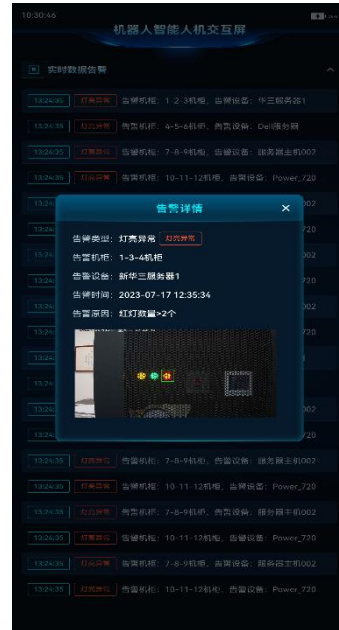 10:30:46
机器人智能人机交互屏
实时数据告警
13:24:35 灯亮异常 告警机柜: 1-2-3机柜, 告警设备: 华三服务器1
13:24:35 灯亮异常 告警机柜: 4-5-6机柜, 告警设备: Dell服务器
13:24:35 灯亮异常 告警机柜: 7-8-9机柜, 告警设备: 服务器主机002
13:24:35 灯亮异常 告警机柜: 10-11-12机柜, 告警设备: Power_720
告警详情 ×
告警类型: 灯亮异常 灯亮异常
告警机柜: 1-3-4机柜
告警设备: 新华三服务器1
告警时间: 2023-07-17 12:35:34
告警原因: 红灯数量>2个
13:24:35 灯亮异常 告警机柜: 7-8-9机柜, 告警设备: 服务器主机002
13:24:35 灯亮异常 告警机柜: 10-11-12机柜, 告警设备: Power_720
13:24:35 灯亮异常 告警机柜: 7-8-9机柜, 告警设备: 服务器主机002
13:24:35 灯亮异常 告警机柜: 10-11-12机柜, 告警设备: Power_720
13:24:35 灯亮异常 告警机柜: 7-8-9机柜, 告警设备: 服务器主机002
13:24:35 灯亮异常 告警机柜: 10-11-12机柜, 告警设备: Power_720